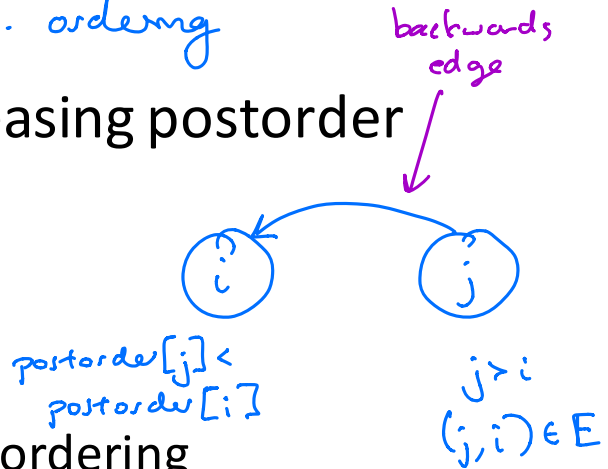 . ordering
backwards
edge
asing postorder
i
j
postorder[j] <
postorder[i]
j > i
(j,i) ∈ E
ordering